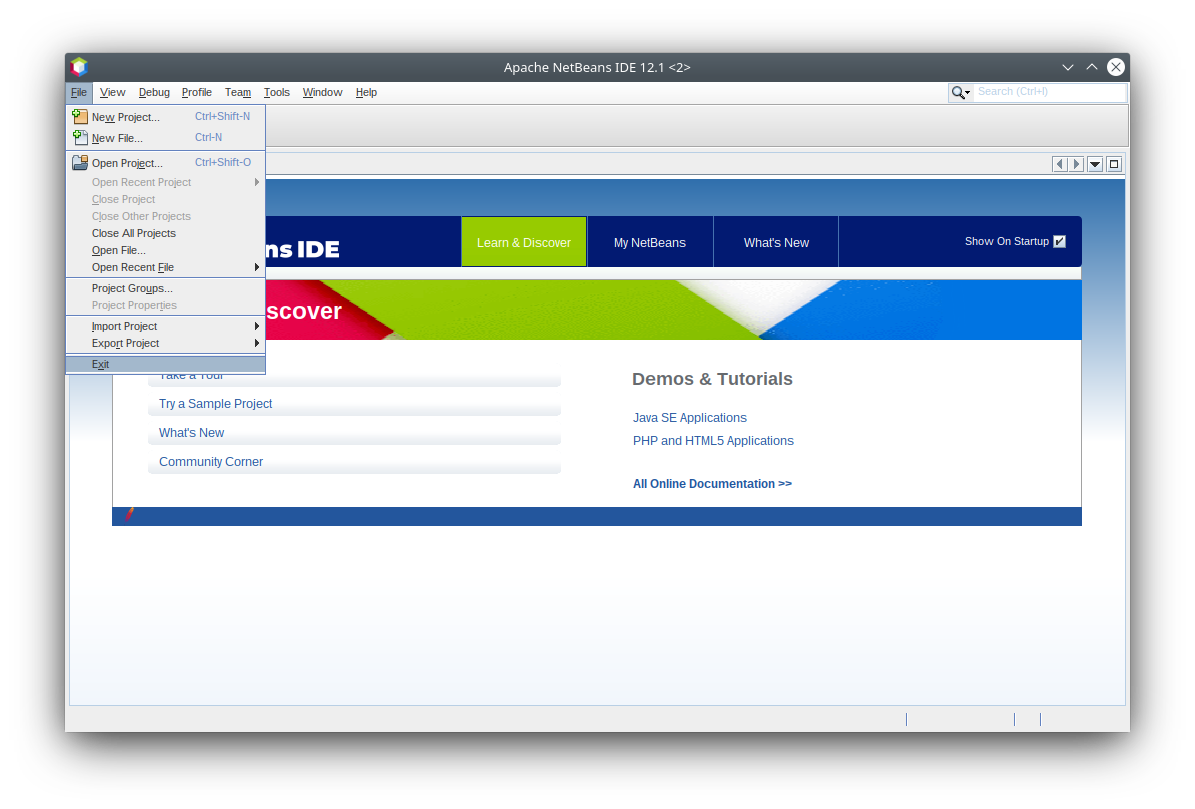 Apache NetBeans IDE 12.1 <2>
File View Debug Profile Team Tools Window Help Search (Ctrl+I)
New Project... Ctrl+Shift-N
New File... Ctrl-N
Open Project... Ctrl+Shift-O
Open Recent Project
Close Project
Close Other Projects
Close All Projects
Open File...
Open Recent File
Project Groups...
Project Properties
Import Project
Export Project
Exit
ns IDE
Learn & Discover My NetBeans What's New Show On Startup
scover
Take a Tour
Try a Sample Project
What's New
Community Corner
Demos & Tutorials
Java SE Applications
PHP and HTML5 Applications
All Online Documentation >>